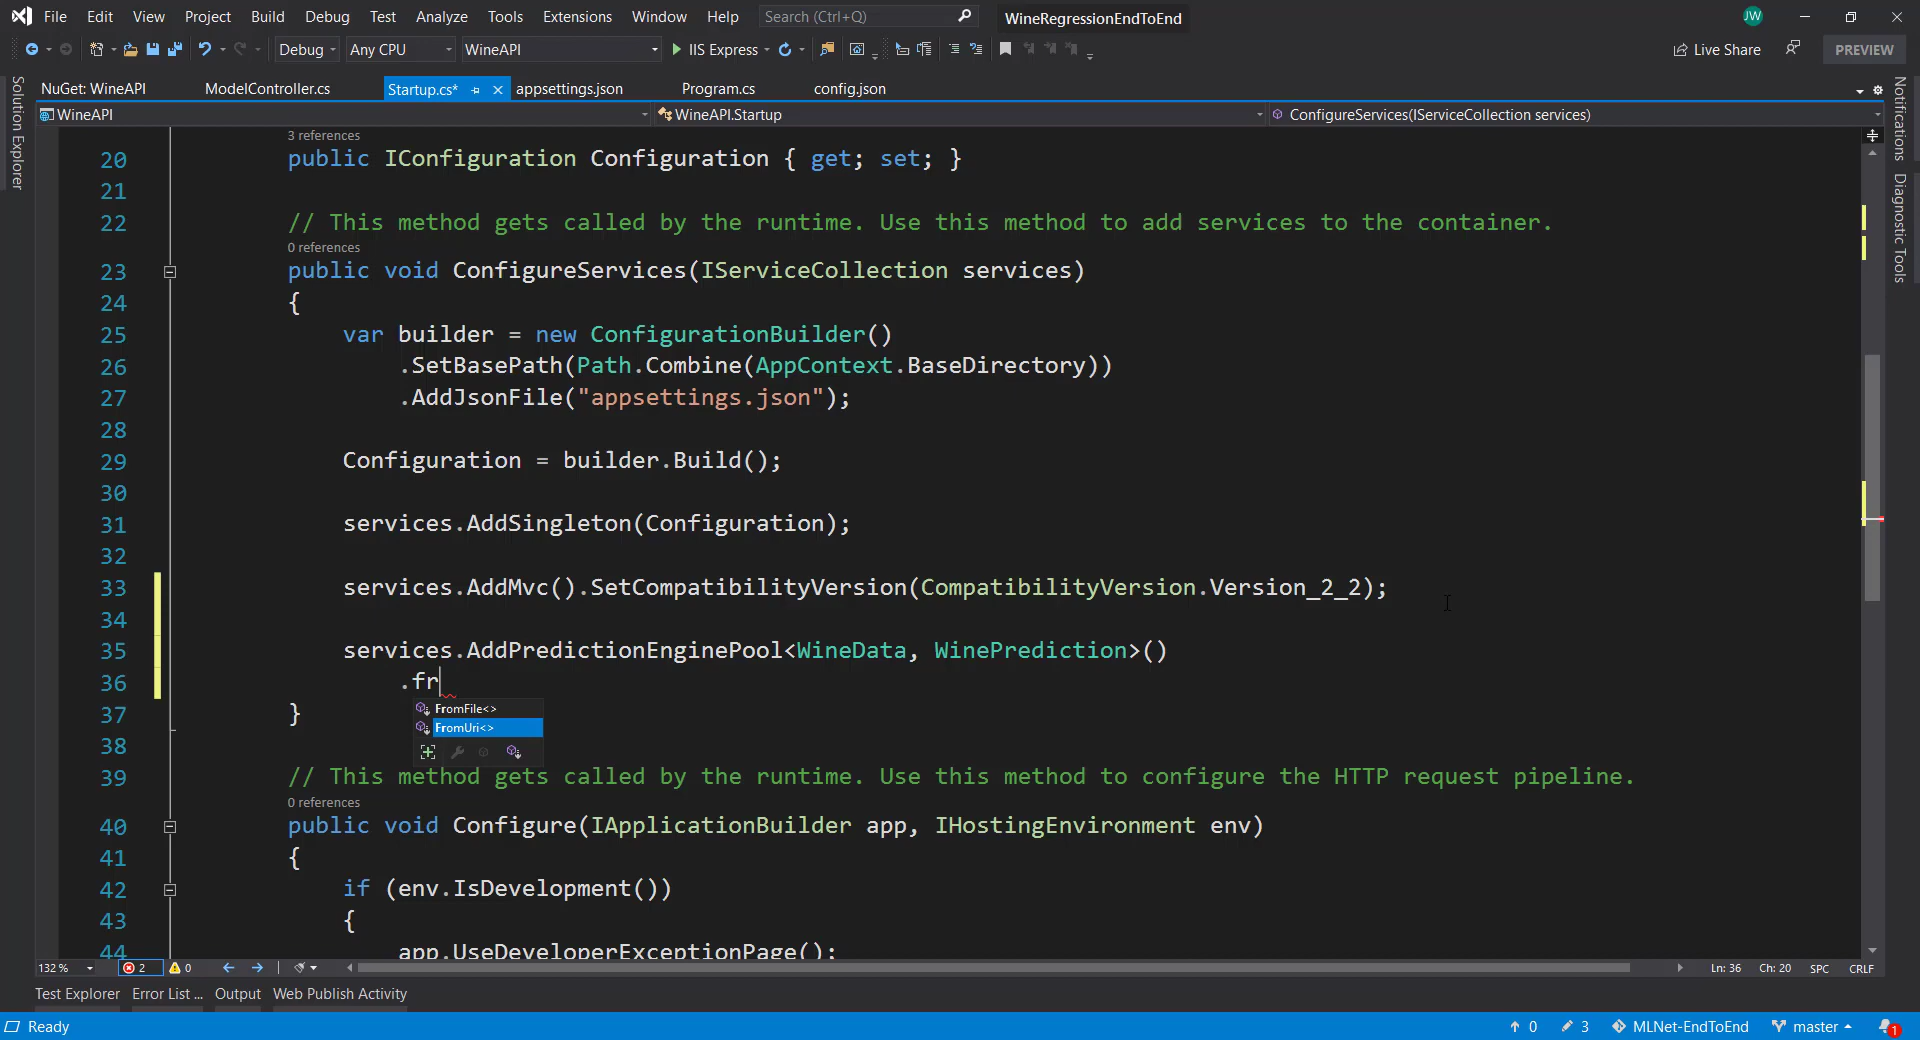 File Edit View Project Build Debug Test Analyze Tools Extensions Window Help Search (Ctrl+Q) WineRegressionEndToEnd JW
Debug Any CPU WineAPI IIS Express Live Share PREVIEW
NuGet: WineAPI ModelController.cs Startup.cs* appsettings.json Program.cs config.json
WineAPI WineAPI.Startup ConfigureServices(IServiceCollection services)
Solution Explorer
Notifications
Diagnostic Tools
3 references
20 public IConfiguration Configuration { get; set; }
21
22 // This method gets called by the runtime. Use this method to add services to the container.
0 references
23 public void ConfigureServices(IServiceCollection services)
24 {
25 var builder = new ConfigurationBuilder()
26 .SetBasePath(Path.Combine(AppContext.BaseDirectory))
27 .AddJsonFile("appsettings.json");
28
29 Configuration = builder.Build();
30
31 services.AddSingleton(Configuration);
32
33 services.AddMvc().SetCompatibilityVersion(CompatibilityVersion.Version_2_2);
34
35 services.AddPredictionEnginePool<WineData, WinePrediction>()
36 .fr
FromFile<>
37 }
FromUri<>
38
39 // This method gets called by the runtime. Use this method to configure the HTTP request pipeline.
0 references
40 public void Configure(IApplicationBuilder app, IHostingEnvironment env)
41 {
42 if (env.IsDevelopment())
43 {
44 app.UseDeveloperExceptionPage();
132 % 2 0 Ln: 36 Ch: 20 SPC CRLF
Test Explorer Error List ... Output Web Publish Activity
Ready 0 3 MLNet-EndToEnd master 1